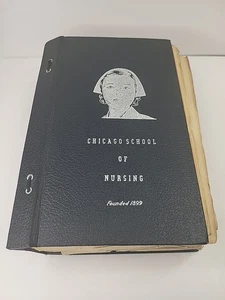 CHICAGO SCHOOL
OF
NURSING
Founded 1899